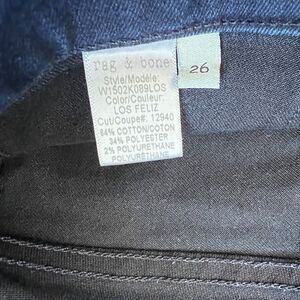 rag & bone
Style/Modèle:
W1502K089LOS
Color/Couleur:
LOS FELIZ
Cut/Coupe#: 12940
64% COTTON/COTON
34% POLYESTER
2% POLYURETHANE
POLYURÉTHANE
26